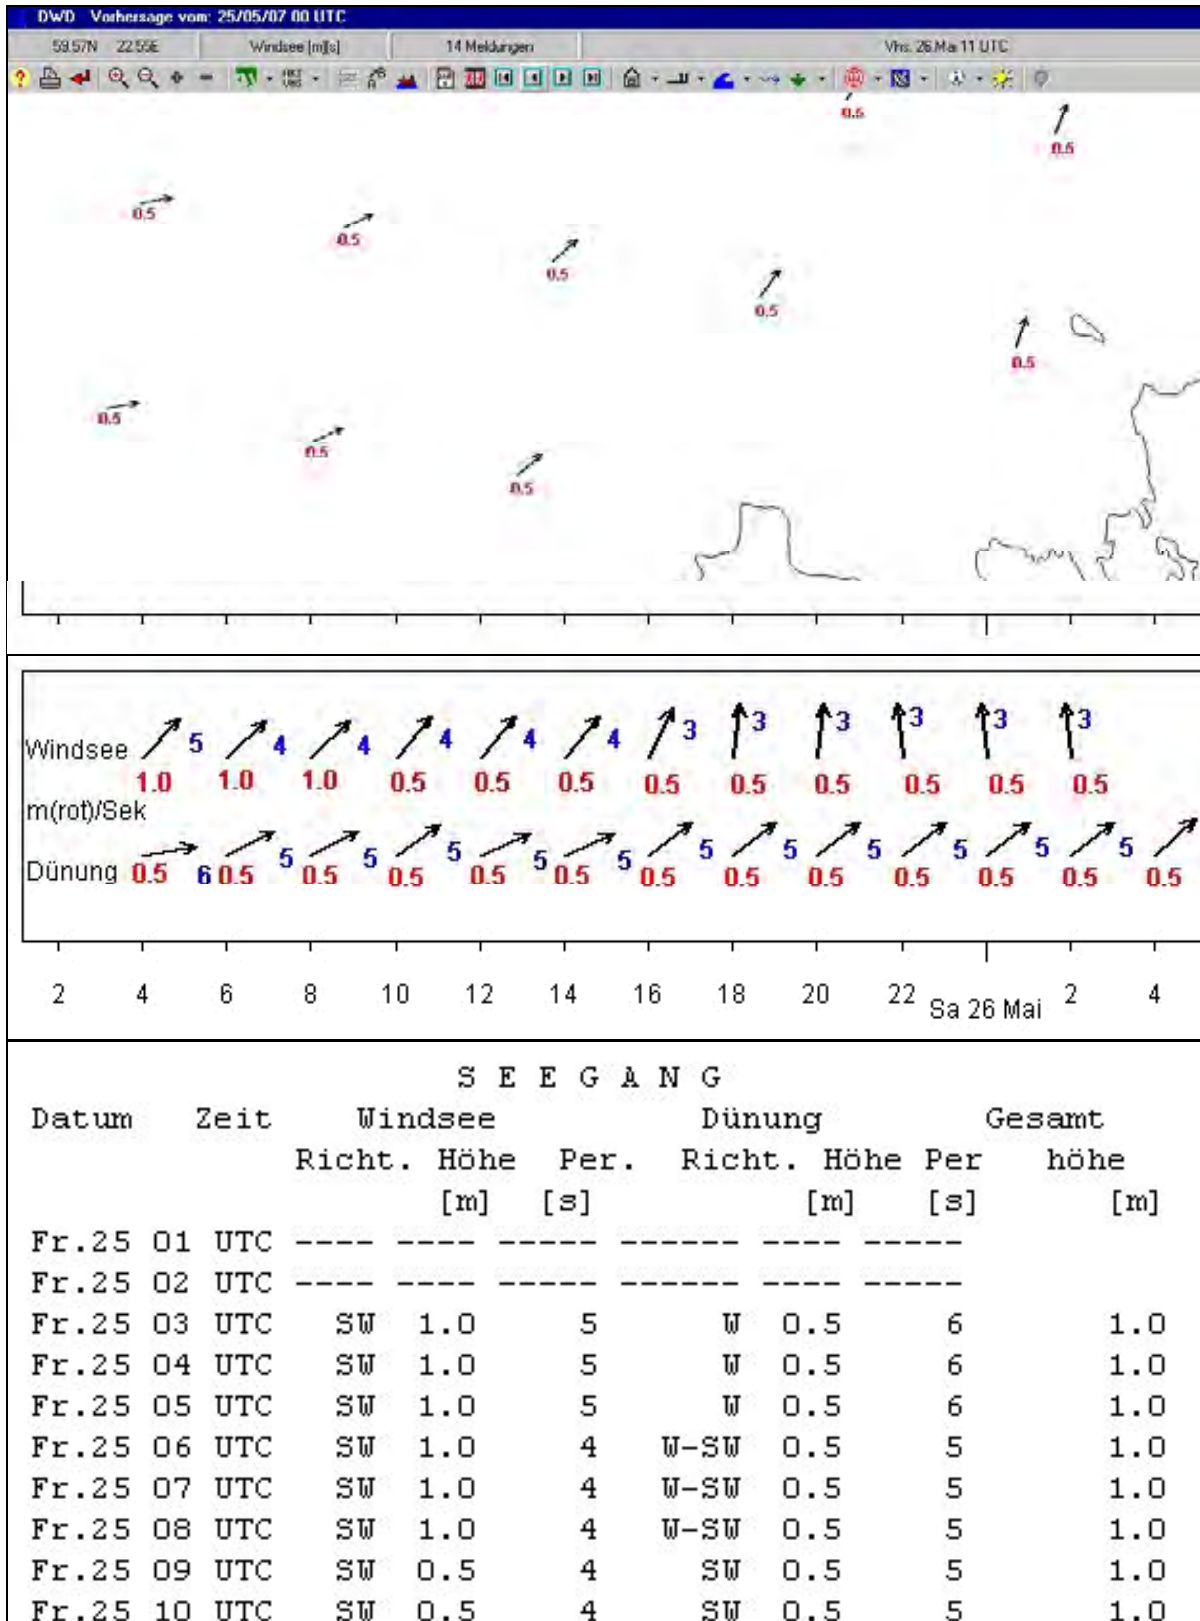 DWD Vorhersage vom: 25/05/07 00 UTC
59.57N 22.55E Windsee [m][s] 14 Meldungen Vhs. 26.Mai 11 UTC
0.5
0.5
0.5
0.5
0.5
0.5
0.5
0.5
0.5
0.5
Windsee 5 4 4 4 4 4 3 3 3 3 3 3
1.0 1.0 1.0 0.5 0.5 0.5 0.5 0.5 0.5 0.5 0.5 0.5
m(rot)/Sek
Dünung 0.5 6 0.5 5 0.5 5 0.5 5 0.5 5 0.5 5 0.5 5 0.5 5 0.5 5 0.5 5 0.5 5 0.5 5 0.5
2 4 6 8 10 12 14 16 18 20 22 Sa 26 Mai 2 4
S E E G A N G
Datum Zeit Windsee Dünung Gesamt
Richt. Höhe Per. Richt. Höhe Per höhe
[m] [s] [m] [s] [m]
Fr.25 01 UTC ---- ---- ----- ------ ---- -----
Fr.25 02 UTC ---- ---- ----- ------ ---- -----
Fr.25 03 UTC SW 1.0 5 W 0.5 6 1.0
Fr.25 04 UTC SW 1.0 5 W 0.5 6 1.0
Fr.25 05 UTC SW 1.0 5 W 0.5 6 1.0
Fr.25 06 UTC SW 1.0 4 W-SW 0.5 5 1.0
Fr.25 07 UTC SW 1.0 4 W-SW 0.5 5 1.0
Fr.25 08 UTC SW 1.0 4 W-SW 0.5 5 1.0
Fr.25 09 UTC SW 0.5 4 SW 0.5 5 1.0
Fr.25 10 UTC SW 0.5 4 SW 0.5 5 1.0